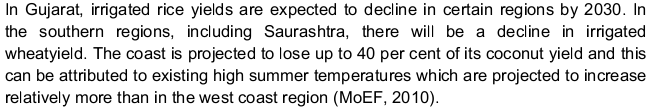 In Gujarat, irrigated rice yields are expected to decline in certain regions by 2030. In
the southern regions, including Saurashtra, there will be a decline in irrigated
wheatyield. The coast is projected to lose up to 40 per cent of its coconut yield and this
can be attributed to existing high summer temperatures which are projected to increase
relatively more than in the west coast region (MoEF, 2010).